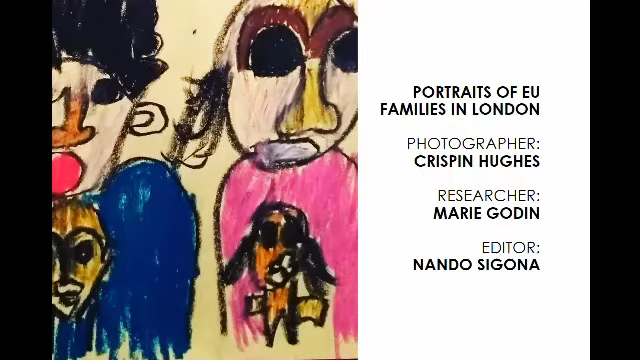 PORTRAITS OF EU
FAMILIES IN LONDON
PHOTOGRAPHER:
CRISPIN HUGHES
RESEARCHER:
MARIE GODIN
EDITOR:
NANDO SIGONA